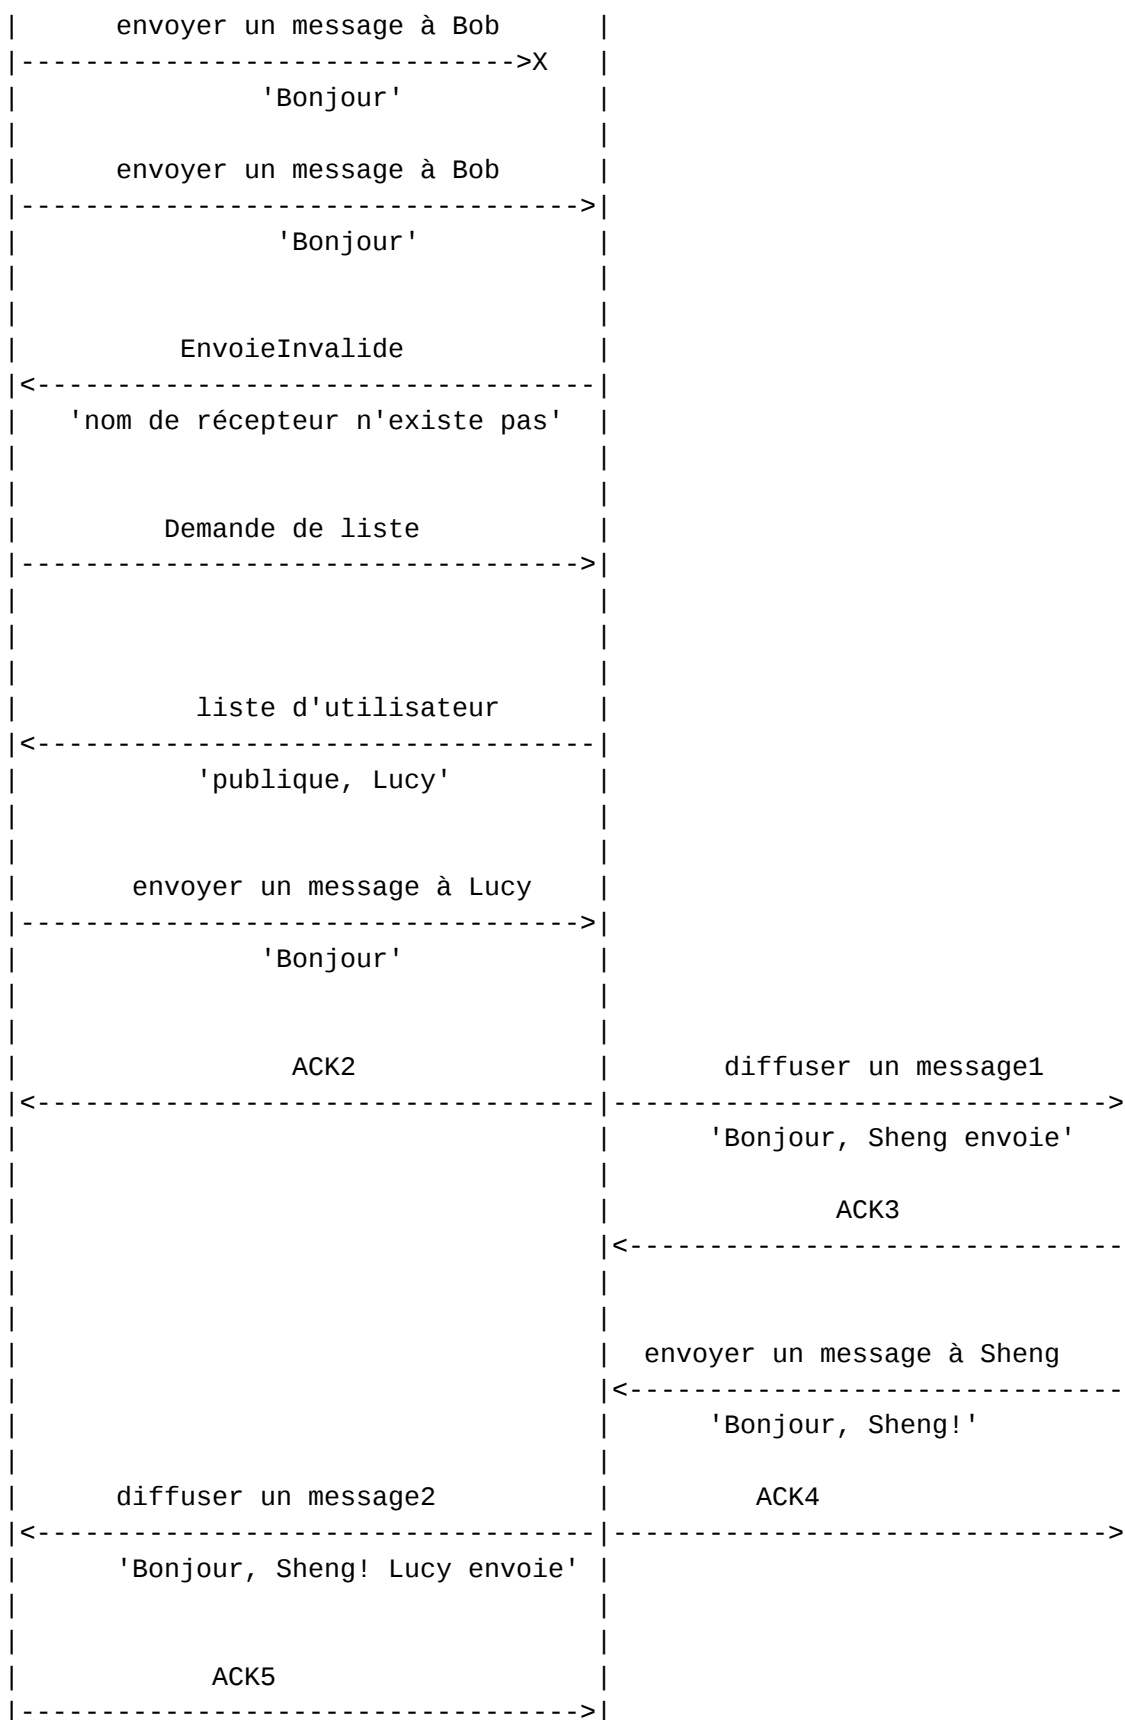 envoyer un message à Bob
------------------------------->X
'Bonjour'
envoyer un message à Bob
----------------------------------->
'Bonjour'
EnvoieInvalide
<-----------------------------------
'nom de récepteur n'existe pas'
Demande de liste
----------------------------------->
liste d'utilisateur
<-----------------------------------
'publique, Lucy'
envoyer un message à Lucy
----------------------------------->
'Bonjour'
ACK2 diffuser un message1
<-----------------------------------|------------------------------->
'Bonjour, Sheng envoie'
ACK3
<-------------------------------
envoyer un message à Sheng
<-------------------------------
'Bonjour, Sheng!'
diffuser un message2 ACK4
<-----------------------------------|------------------------------->
'Bonjour, Sheng! Lucy envoie'
ACK5
----------------------------------->